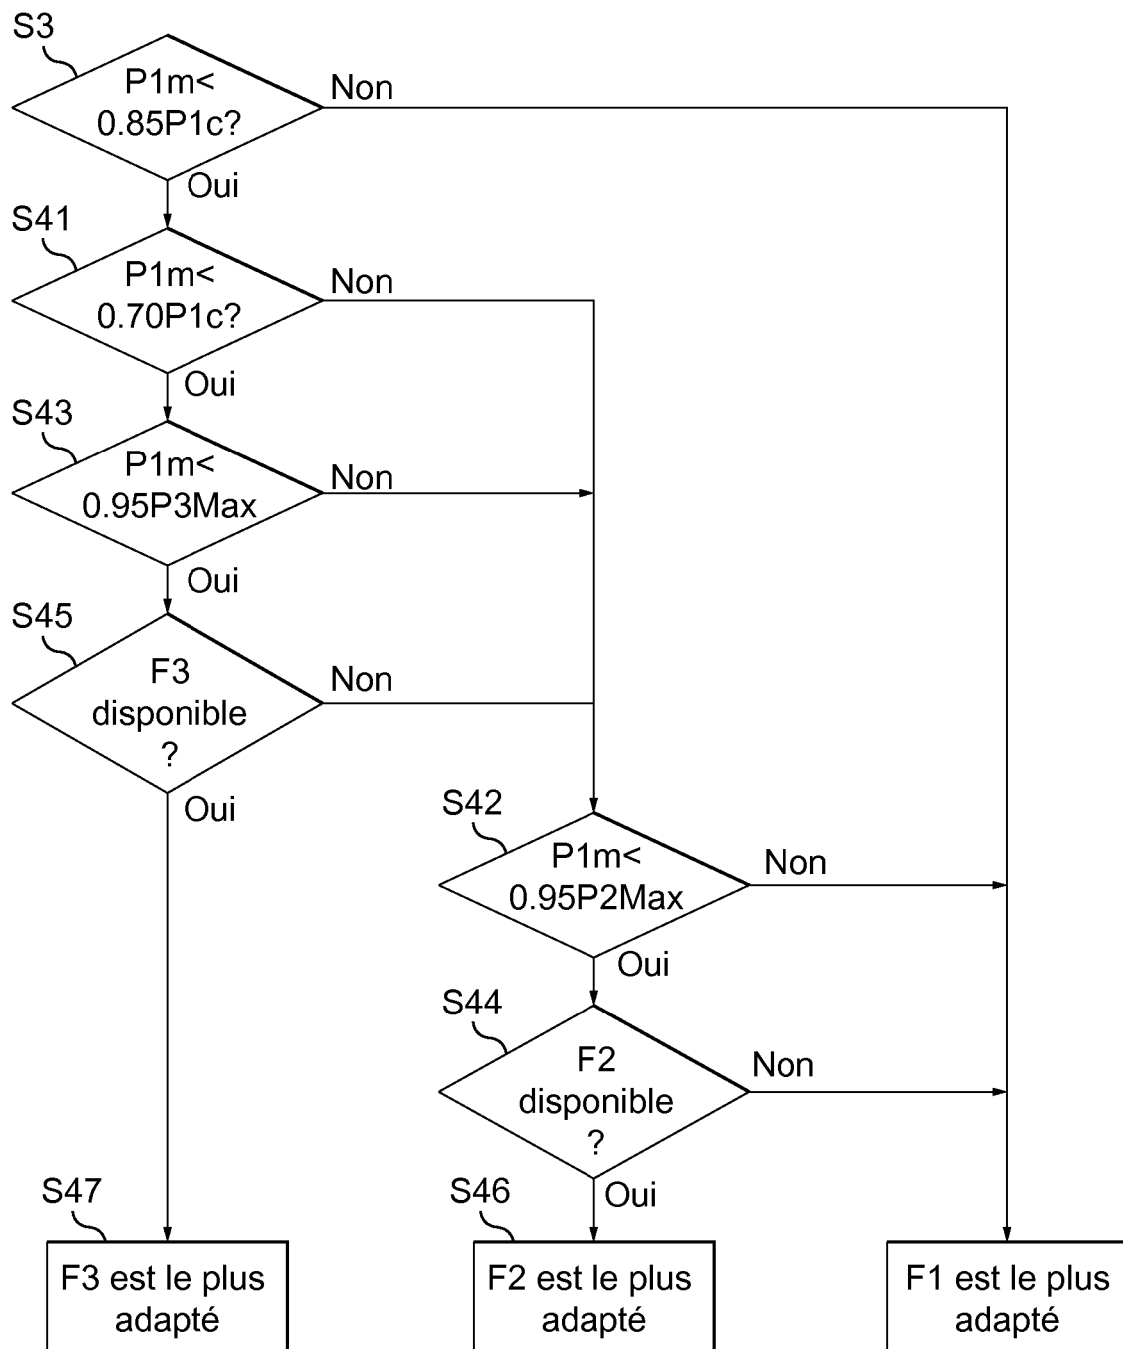 S3
P1m<
0.85P1c?
Non
Oui
S41
P1m<
0.70P1c?
Non
Oui
S43
P1m<
0.95P3Max
Non
Oui
S45
F3
disponible
?
Non
Oui
S42
P1m<
0.95P2Max
Non
Oui
S44
F2
disponible
?
Non
Oui
S47
F3 est le plus
adapté
S46
F2 est le plus
adapté
F1 est le plus
adapté